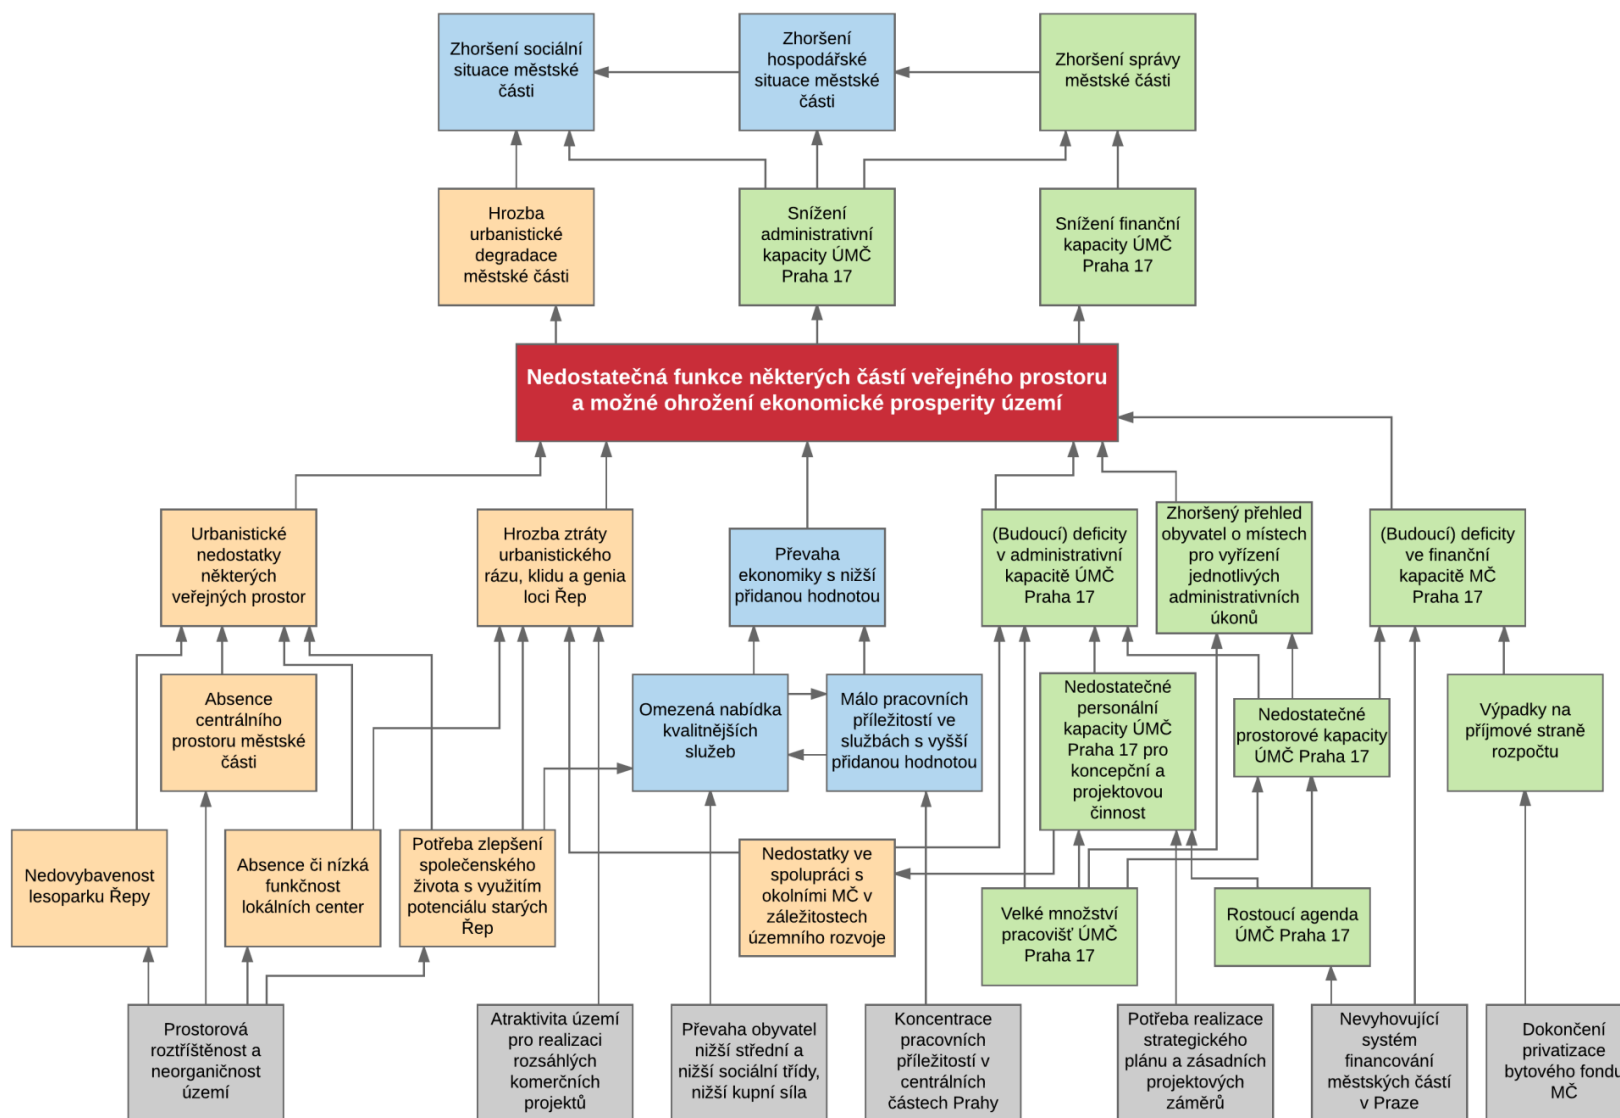 Zhoršení sociální
situace městské
části
Zhoršení
hospodářské
situace městské
části
Zhoršení správy
městské části
Hrozba
urbanistické
degradace
městské části
Snížení
administrativní
kapacity ÚMČ
Praha 17
Snížení finanční
kapacity ÚMČ
Praha 17
Nedostatečná funkce některých částí veřejného prostoru
a možné ohrožení ekonomické prosperity území
Urbanistické
nedostatky
některých
veřejných prostor
Hrozba ztráty
urbanistického
rázu, klidu a genia
loci Řep
Převaha
ekonomiky s nižší
přidanou hodnotou
(Budoucí) deficity
v administrativní
kapacitě ÚMČ
Praha 17
Zhoršený přehled
obyvatel o místech
pro vyřízení
jednotlivých
administrativních
úkonů
(Budoucí) deficity
ve finanční
kapacitě MČ
Praha 17
Absence
centrálního
prostoru městské
části
Omezená nabídka
kvalitnějších
služeb
Málo pracovních
příležitostí ve
službách s vyšší
přidanou hodnotou
Nedostatečné
personální
kapacity ÚMČ
Praha 17 pro
koncepční a
projektovou
činnost
Nedostatečné
prostorové kapacity
ÚMČ Praha 17
Výpadky na
příjmové straně
rozpočtu
Nedovybavenost
lesoparku Řepy
Absence či nízká
funkčnost
lokálních center
Potřeba zlepšení
společenského
života s využitím
potenciálu starých
Řep
Nedostatky ve
spolupráci s
okolními MČ v
záležitostech
územního rozvoje
Velké množství
pracovišť ÚMČ
Praha 17
Rostoucí agenda
ÚMČ Praha 17
Prostorová
roztříštěnost a
neorganičnost
území
Atraktivita území
pro realizaci
rozsáhlých
komerčních
projektů
Převaha obyvatel
nižší střední a
nižší sociální třídy,
nižší kupní síla
Koncentrace
pracovních
příležitostí v
centrálních
částech Prahy
Potřeba realizace
strategického
plánu a zásadních
projektových
záměrů
Nevyhovující
systém
financování
městských částí
v Praze
Dokončení
privatizace
bytového fondu
MČ